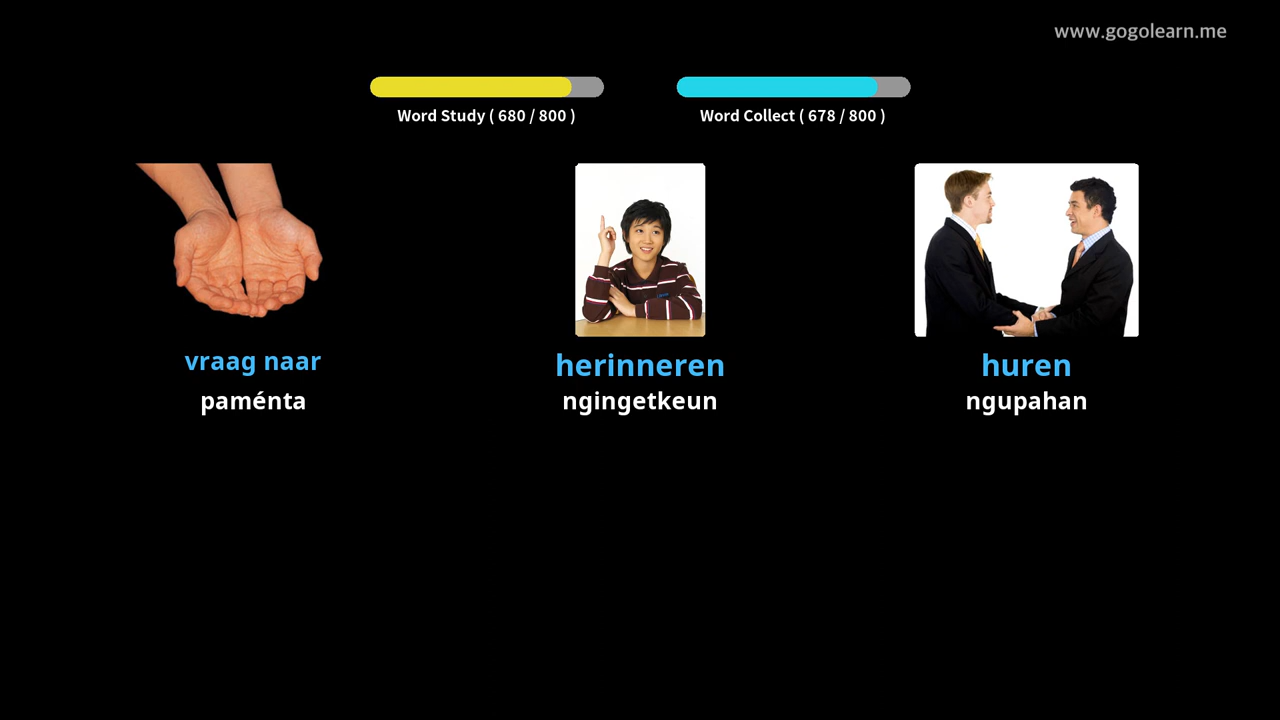 www.gogolearn.me
Word Study ( 680 / 800 )
Word Collect ( 678 / 800 )
vraag naar
paménta
herinneren
ngingetkeun
huren
ngupahan